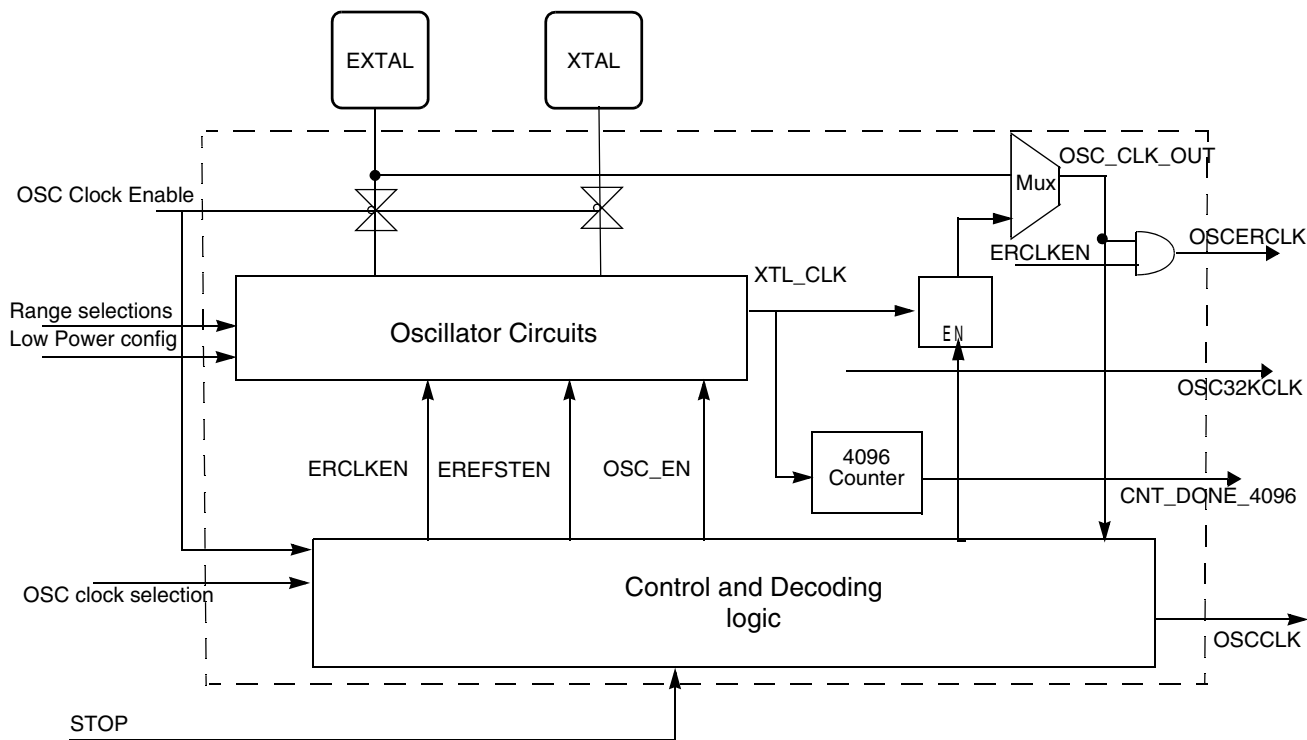 EXTAL
XTAL
OSC_CLK_OUT
Mux
OSC Clock Enable
ERCLKEN
OSCERCLK
XTL_CLK
Range selections
Low Power config
Oscillator Circuits
EN
OSC32KCLK
ERCLKEN
EREFSTEN
OSC_EN
4096
Counter
CNT_DONE_4096
OSC clock selection
Control and Decoding
logic
OSCCLK
STOP